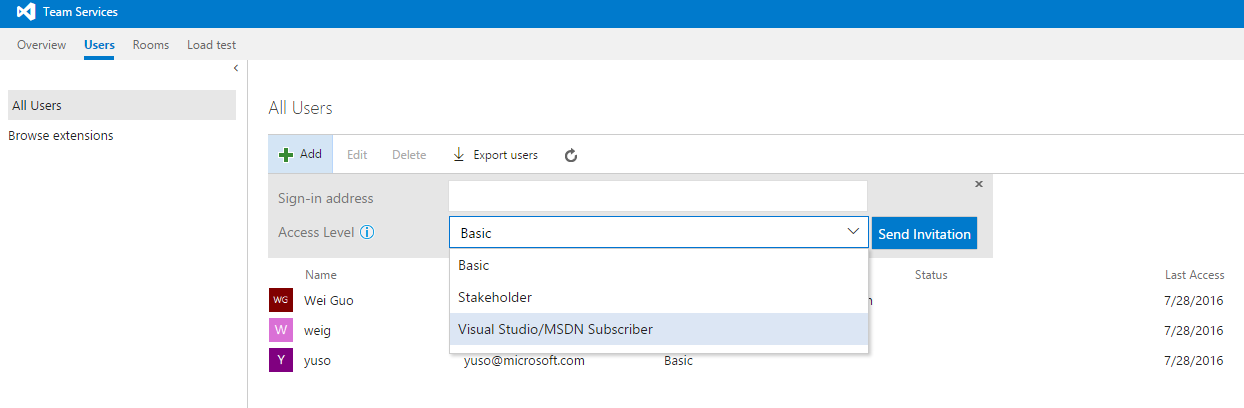 Team Services
Overview Users Rooms Load test
All Users
Browse extensions
All Users
Add Edit Delete Export users
Sign-in address
Access Level Basic Send Invitation
Basic
Stakeholder
Visual Studio/MSDN Subscriber
Name Status Last Access
WG Wei Guo 7/28/2016
W weig 7/28/2016
Y yuso yuso@microsoft.com Basic 7/28/2016